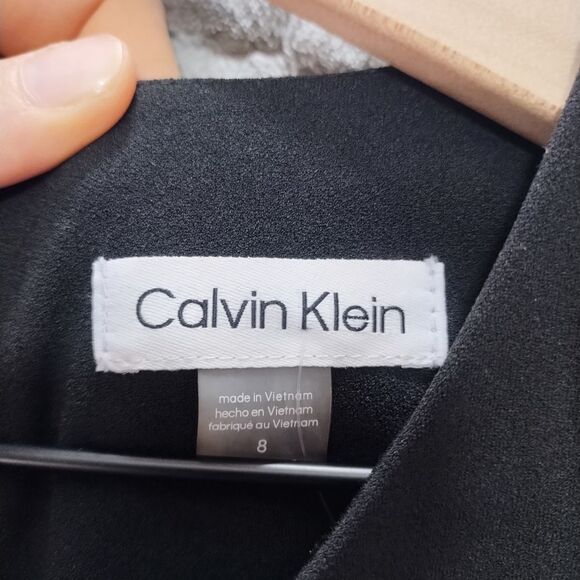 Calvin Klein
made in Vietnam
hecho en Vietnam
fabriqué au Vietnam
8